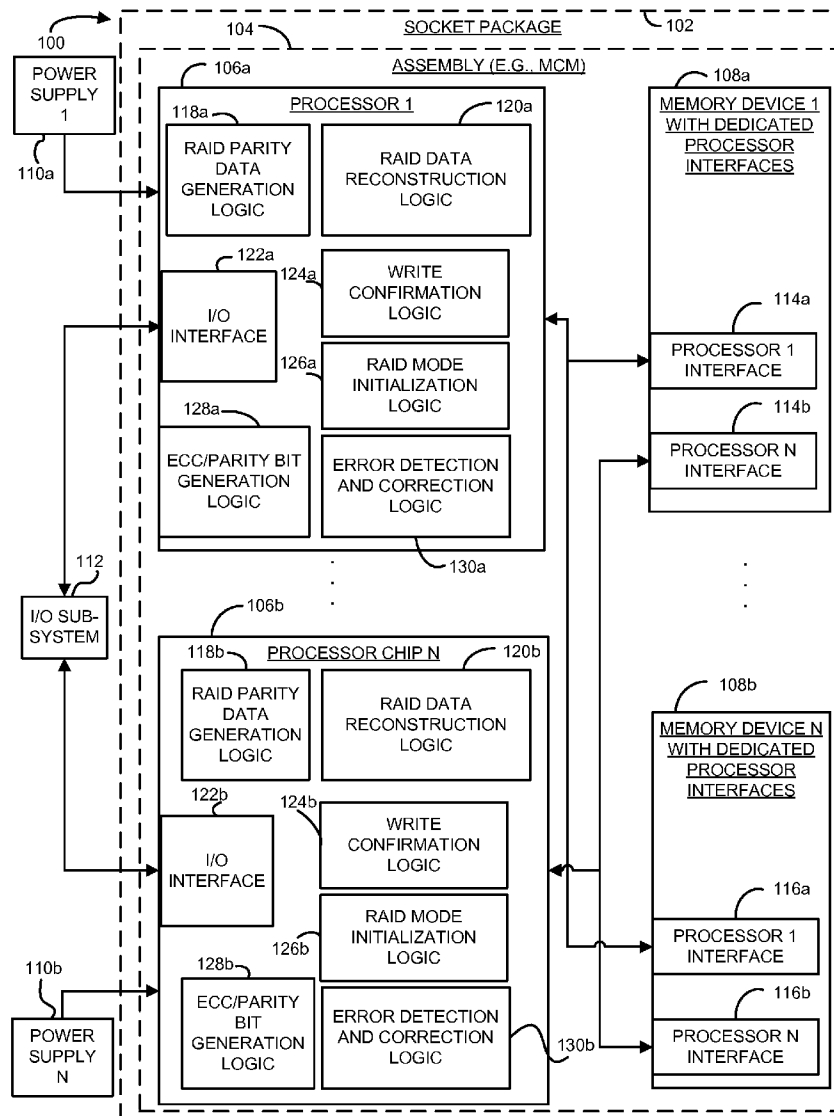 100
SOCKET PACKAGE
102
104
ASSEMBLY (E.G., MCM)
POWER
SUPPLY
1
110a
106a
PROCESSOR 1
118a
RAID PARITY
DATA
GENERATION
LOGIC
120a
RAID DATA
RECONSTRUCTION
LOGIC
122a
I/O
INTERFACE
124a
WRITE
CONFIRMATION
LOGIC
126a
RAID MODE
INITIALIZATION
LOGIC
128a
ECC/PARITY BIT
GENERATION
LOGIC
ERROR DETECTION
AND CORRECTION
LOGIC
130a
108a
MEMORY DEVICE 1
WITH DEDICATED
PROCESSOR
INTERFACES
114a
PROCESSOR 1
INTERFACE
114b
PROCESSOR N
INTERFACE
. . .
. . .
112
I/O SUB-
SYSTEM
106b
PROCESSOR CHIP N
118b
RAID PARITY
DATA
GENERATION
LOGIC
120b
RAID DATA
RECONSTRUCTION
LOGIC
122b
I/O
INTERFACE
124b
WRITE
CONFIRMATION
LOGIC
126b
RAID MODE
INITIALIZATION
LOGIC
128b
ECC/PARITY
BIT
GENERATION
LOGIC
ERROR DETECTION
AND CORRECTION
LOGIC
130b
110b
POWER
SUPPLY
N
108b
MEMORY DEVICE N
WITH DEDICATED
PROCESSOR
INTERFACES
116a
PROCESSOR 1
INTERFACE
116b
PROCESSOR N
INTERFACE